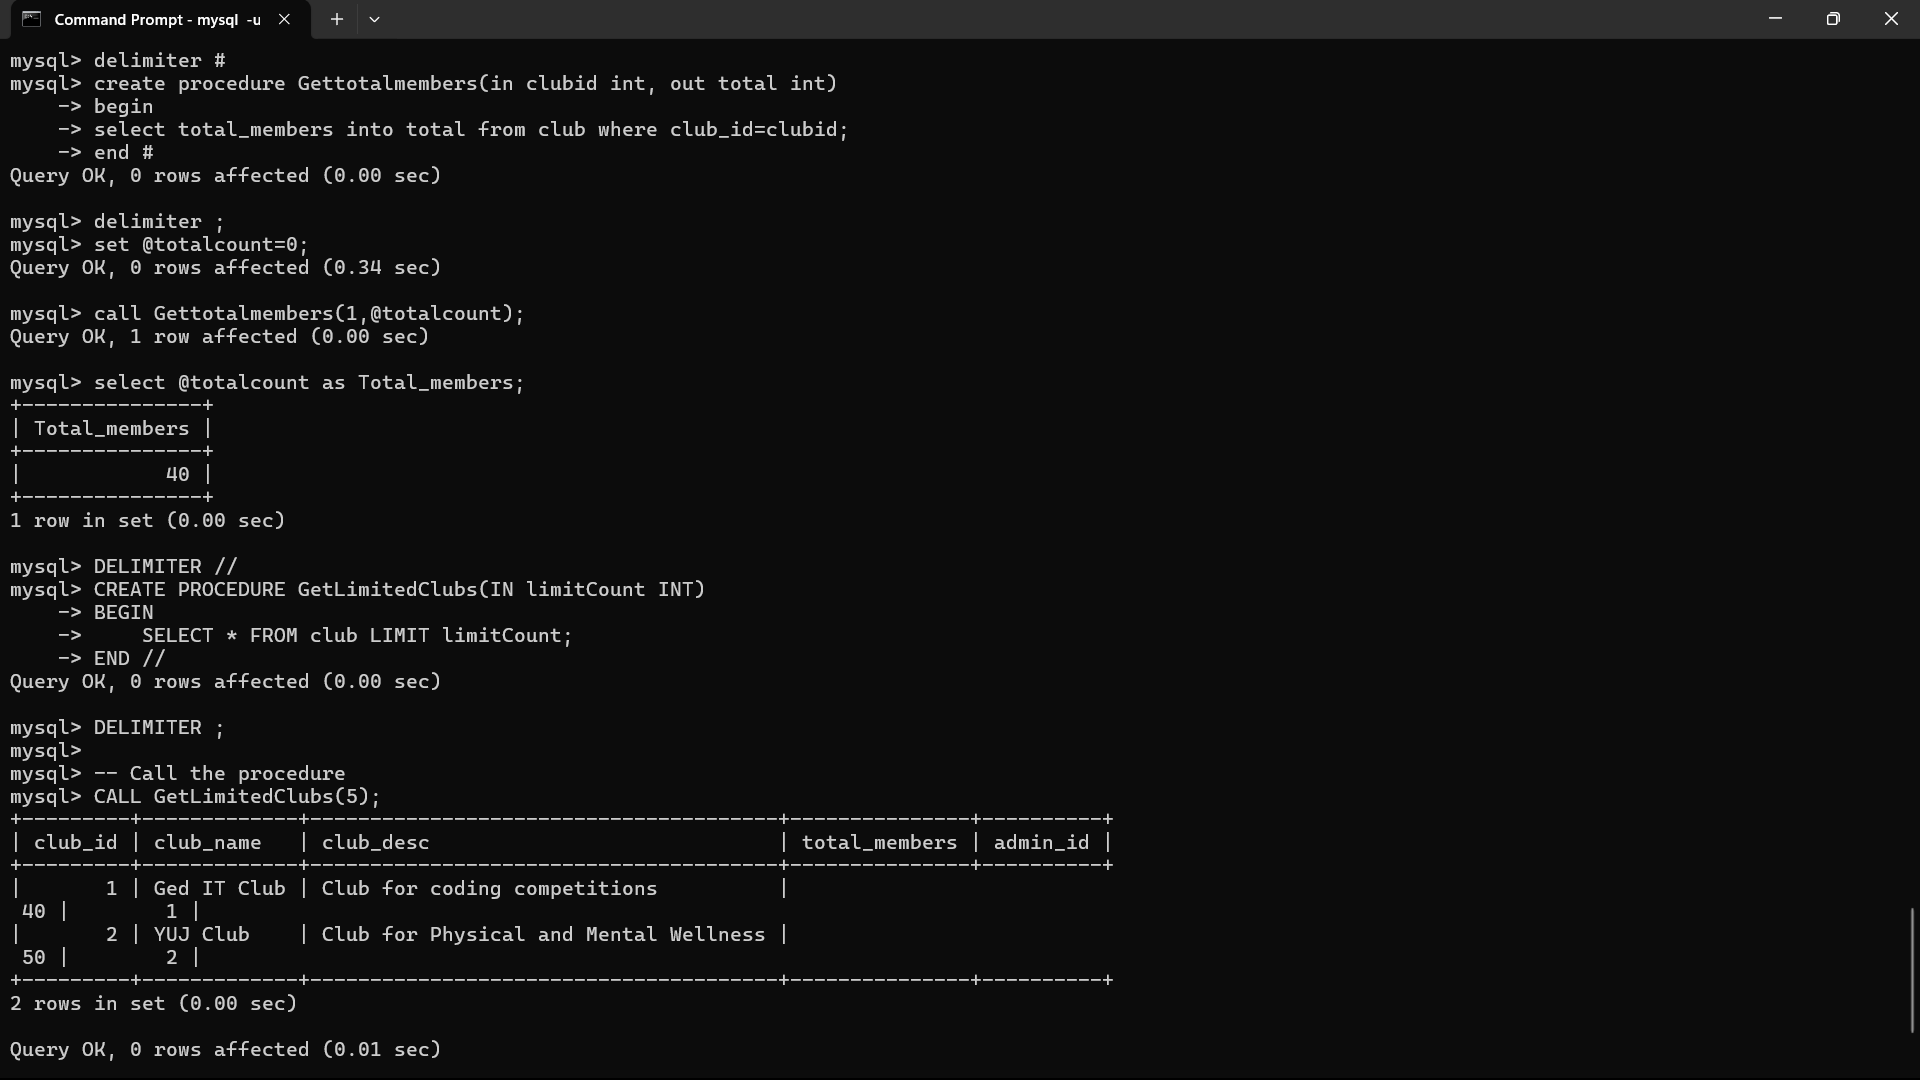 Command Prompt - mysql  -u
mysql> delimiter #
mysql> create procedure Gettotalmembers(in clubid int, out total int)
    -> begin
    -> select total_members into total from club where club_id=clubid;
    -> end #
Query OK, 0 rows affected (0.00 sec)

mysql> delimiter ;
mysql> set @totalcount=0;
Query OK, 0 rows affected (0.34 sec)

mysql> call Gettotalmembers(1,@totalcount);
Query OK, 1 row affected (0.00 sec)

mysql> select @totalcount as Total_members;
+---------------+
| Total_members |
+---------------+
|            40 |
+---------------+
1 row in set (0.00 sec)

mysql> DELIMITER //
mysql> CREATE PROCEDURE GetLimitedClubs(IN limitCount INT)
    -> BEGIN
    ->     SELECT * FROM club LIMIT limitCount;
    -> END //
Query OK, 0 rows affected (0.00 sec)

mysql> DELIMITER ;
mysql>
mysql> -- Call the procedure
mysql> CALL GetLimitedClubs(5);
+---------+-------------+---------------------------------------+---------------+----------+
| club_id | club_name   | club_desc                             | total_members | admin_id |
+---------+-------------+---------------------------------------+---------------+----------+
|       1 | Ged IT Club | Club for coding competitions          |
 40 |        1 |
|       2 | YUJ Club    | Club for Physical and Mental Wellness |
 50 |        2 |
+---------+-------------+---------------------------------------+---------------+----------+
2 rows in set (0.00 sec)

Query OK, 0 rows affected (0.01 sec)